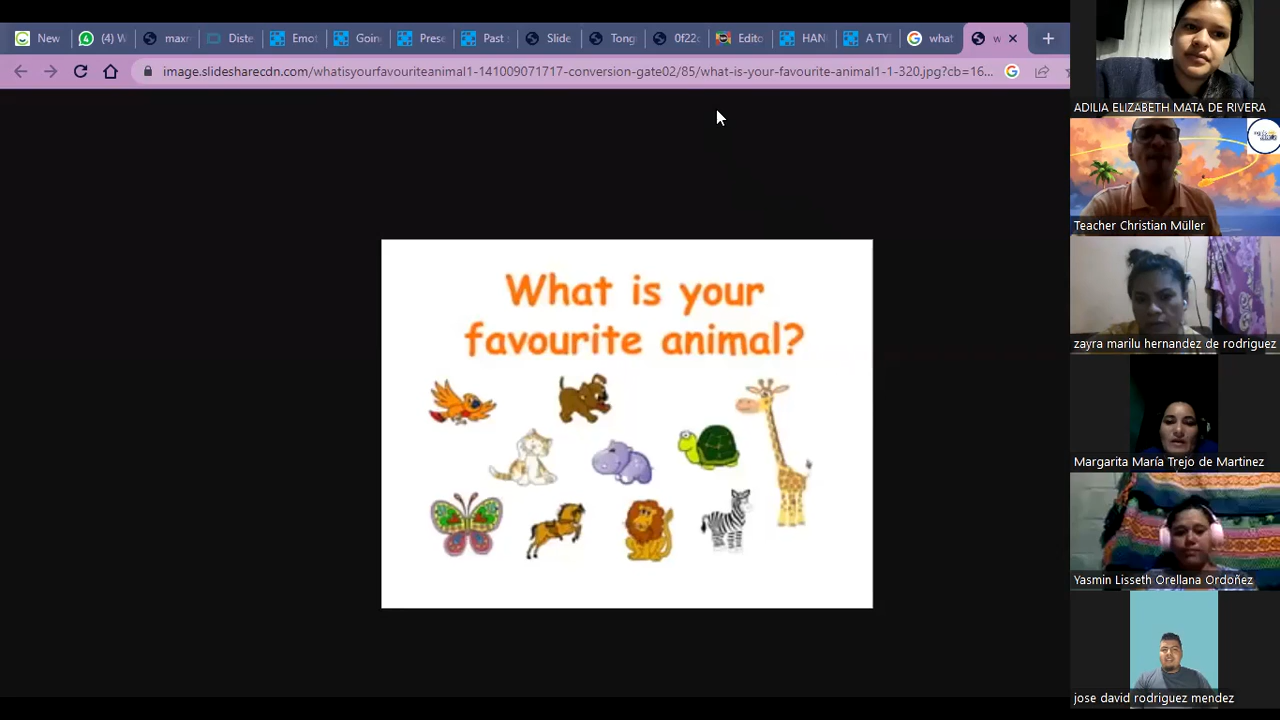 New
(4) W
maxr
Diste
Emot
Goin
Prese
Past
Slide
Tong
0f22c
Edito
HAN
A TY
what
w
image.slidesharecdn.com/whatisyourfavouriteanimal1-141009071717-conversion-gate02/85/what-is-your-favourite-animal1-1-320.jpg?cb=16...
What is your
favourite animal?
ADILIA ELIZABETH MATA DE RIVERA
Teacher Christian Müller
zayra marilu hernandez de rodriguez
Margarita María Trejo de Martinez
Yasmin Lisseth Orellana Ordoñez
jose david rodriguez mendez